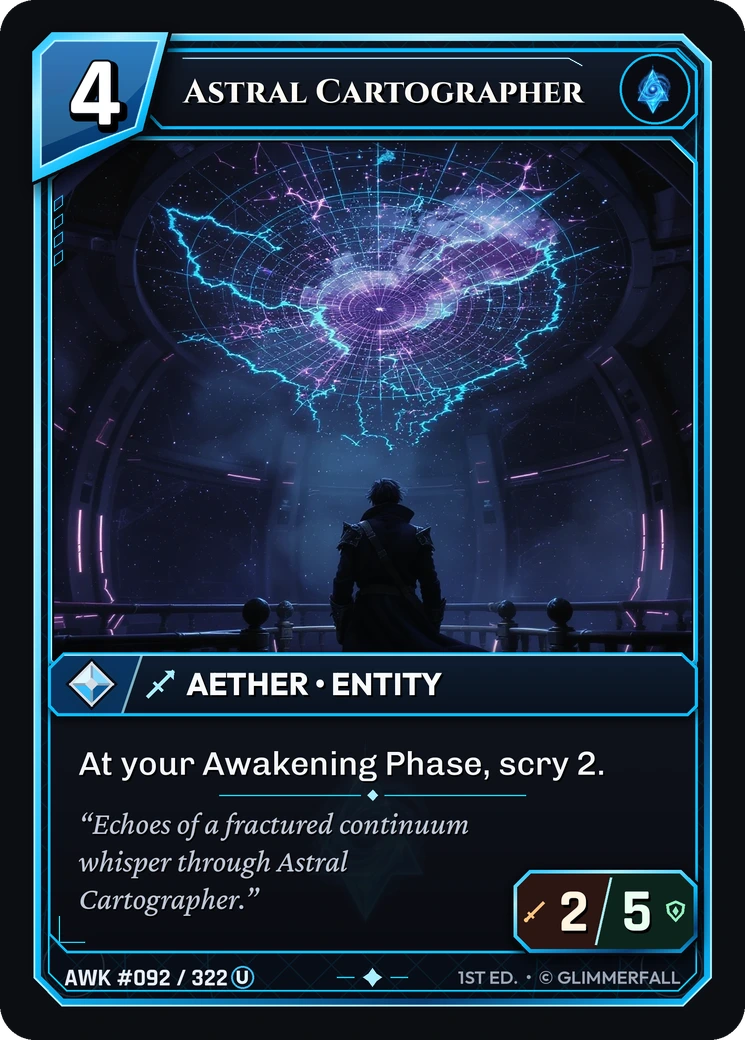 4
ASTRAL CARTOGRAPHER
AETHER • ENTITY
At your Awakening Phase, scry 2.
“Echoes of a fractured continuum
whisper through Astral
Cartographer.”
2/5
AWK #092 / 322 U
1ST ED. • © GLIMMERFALL